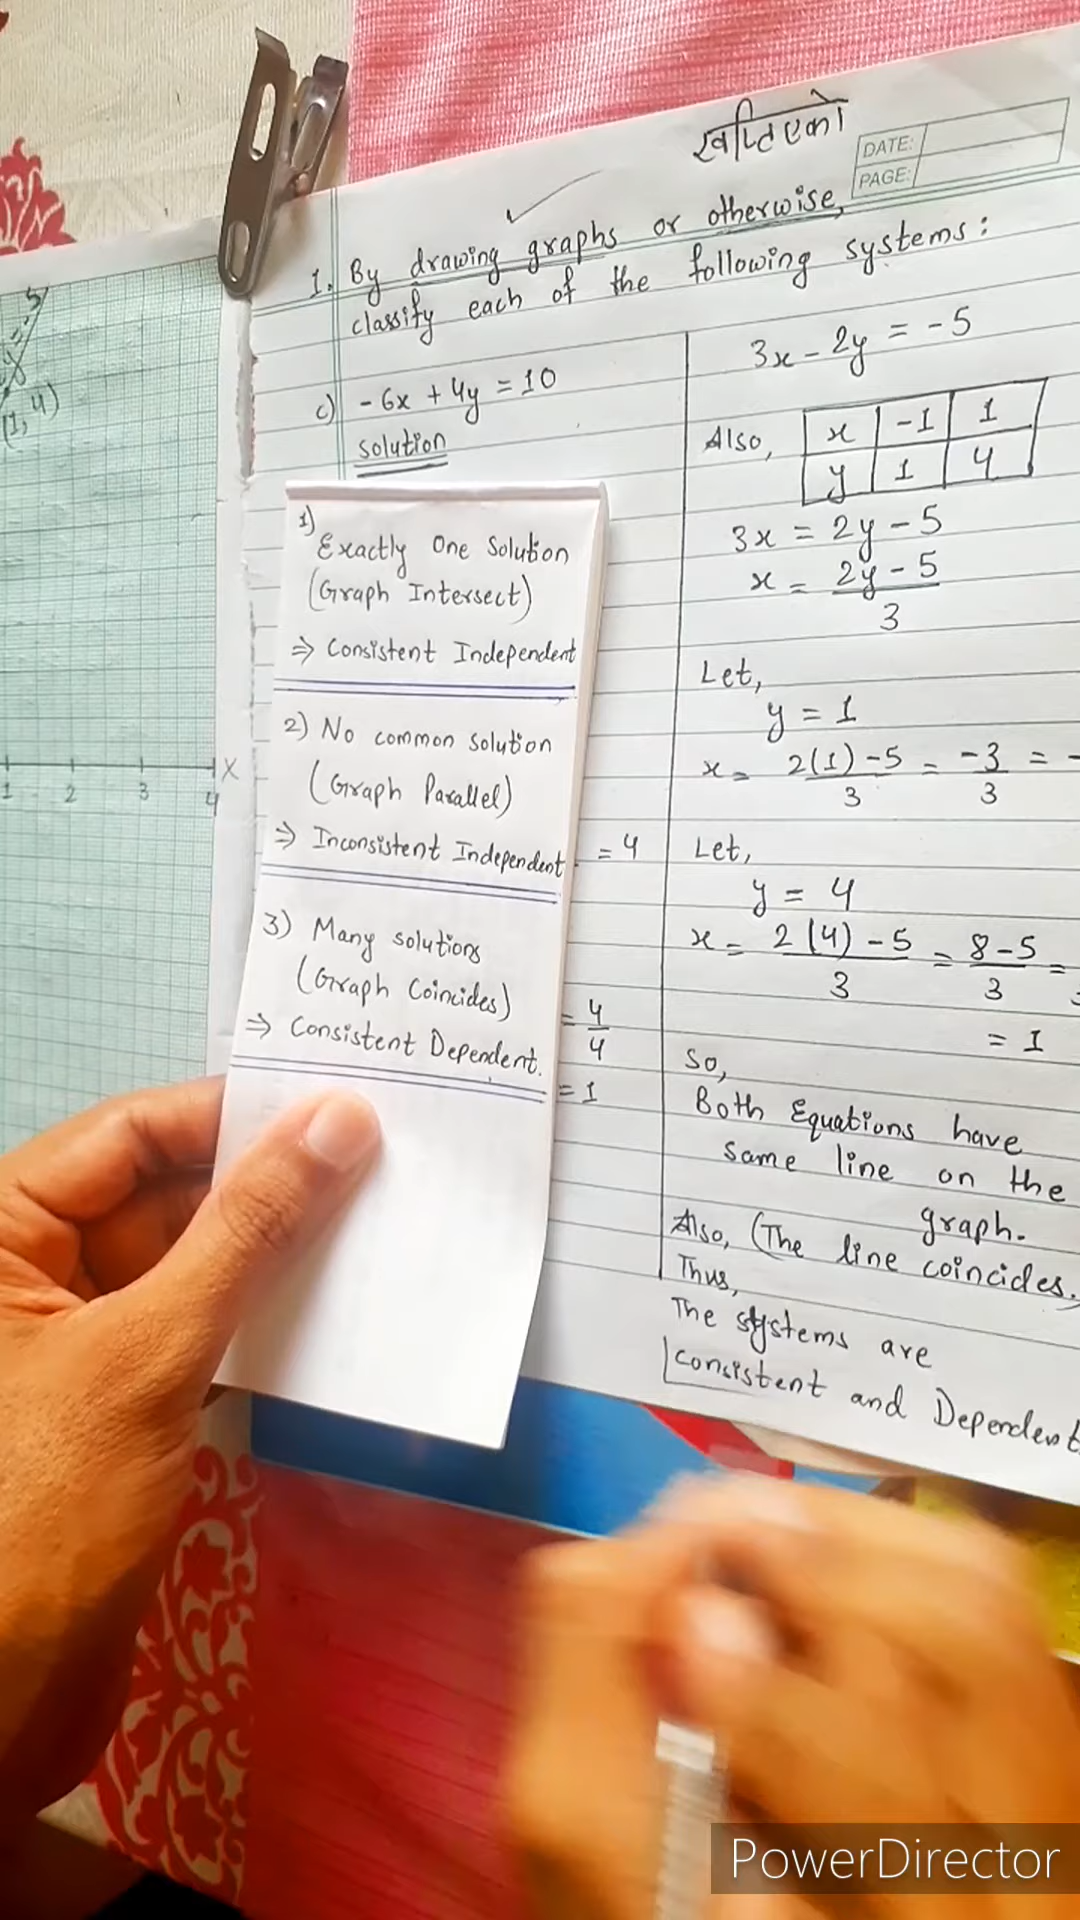 खण्टिएको
DATE:
PAGE:
1. By drawing graphs or otherwise,
classify each of the following systems:
c) -6x + 4y = 10
solution
3x - 2y = -5
Also,
x | -1 | 1
y | 1 | 4
3x = 2y - 5
x = 2y - 5 / 3
Let,
y = 1
x = 2(1) - 5 / 3 = -3 / 3 = -
Let,
y = 4
x = 2(4) - 5 / 3 = 8 - 5 / 3 =
= 1
So,
Both Equations have
same line on the
graph.
Also, (The line coincides.)
Thus,
The systems are
consistent and Dependent
1)
Exactly One Solution
(Graph Intersect)
⇒ Consistent Independent
2) No common solution
(Graph Parallel)
⇒ Inconsistent Independent
3) Many solutions
(Graph Coincides)
⇒ Consistent Dependent.
= 4
= 4 / 4
= 1
(1, 4)
1 2 3 4 X
PowerDirector